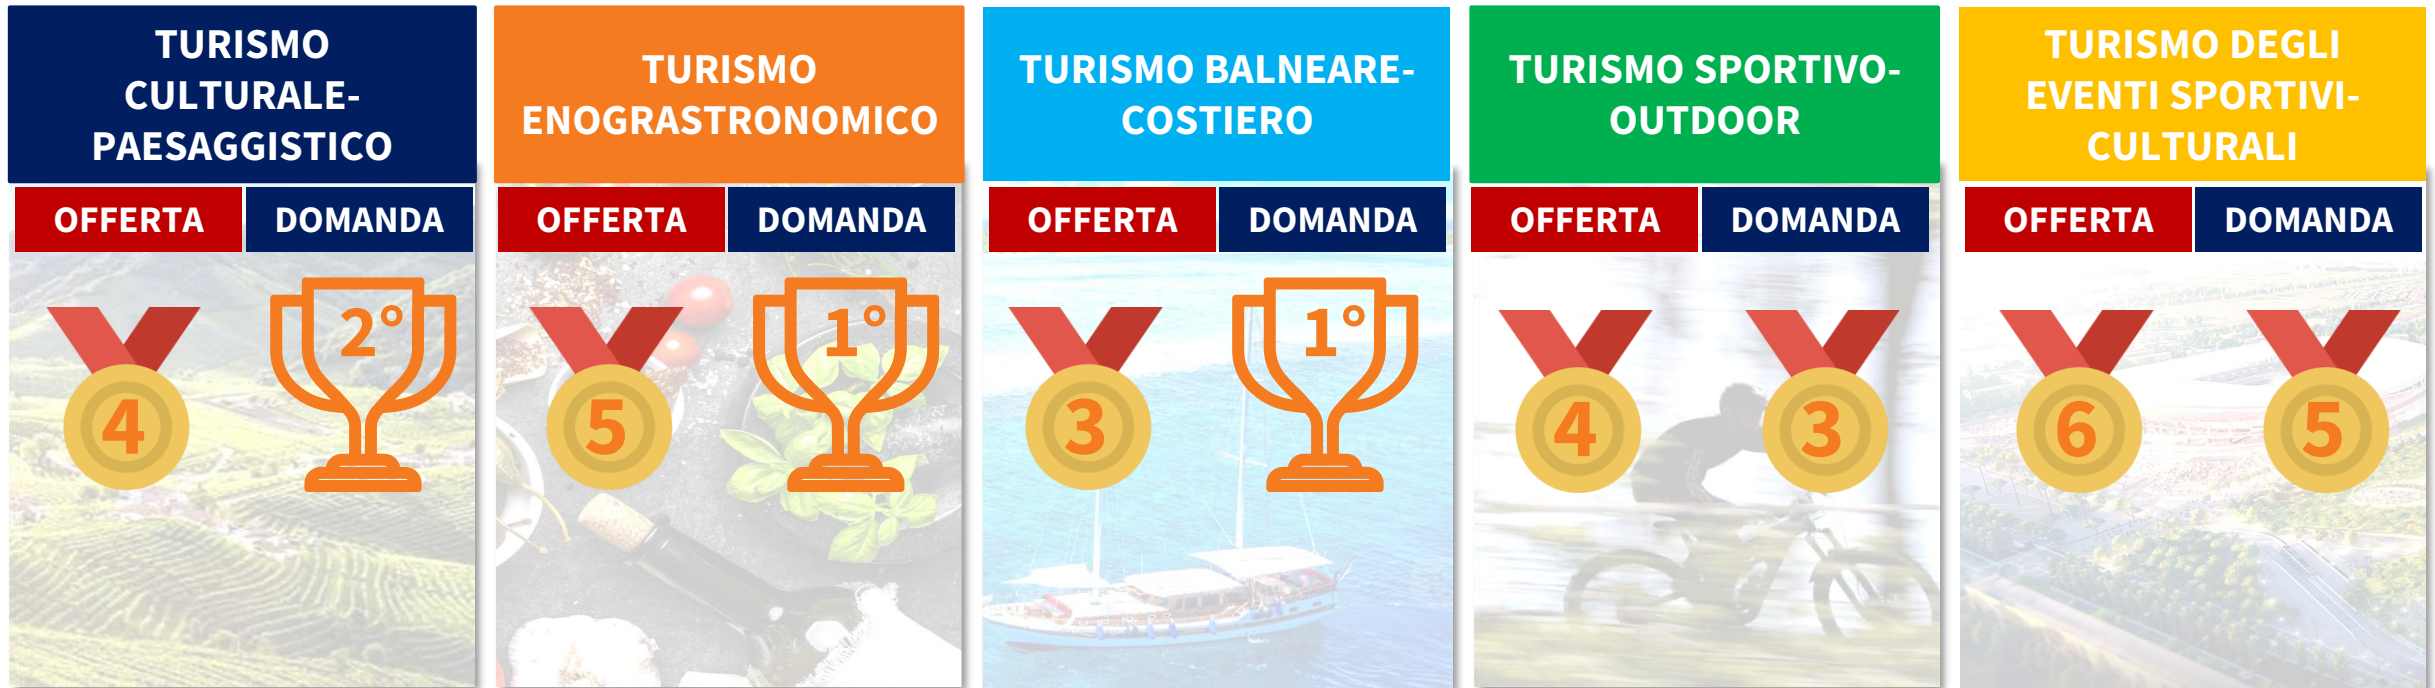 TURISMO
CULTURALE-
PAESAGGISTICO
OFFERTA DOMANDA
4 2°
TURISMO
ENOGRASTRONOMICO
OFFERTA DOMANDA
5 1°
TURISMO BALNEARE-
COSTIERO
OFFERTA DOMANDA
3 1°
TURISMO SPORTIVO-
OUTDOOR
OFFERTA DOMANDA
4 3
TURISMO DEGLI
EVENTI SPORTIVI-
CULTURALI
OFFERTA DOMANDA
6 5